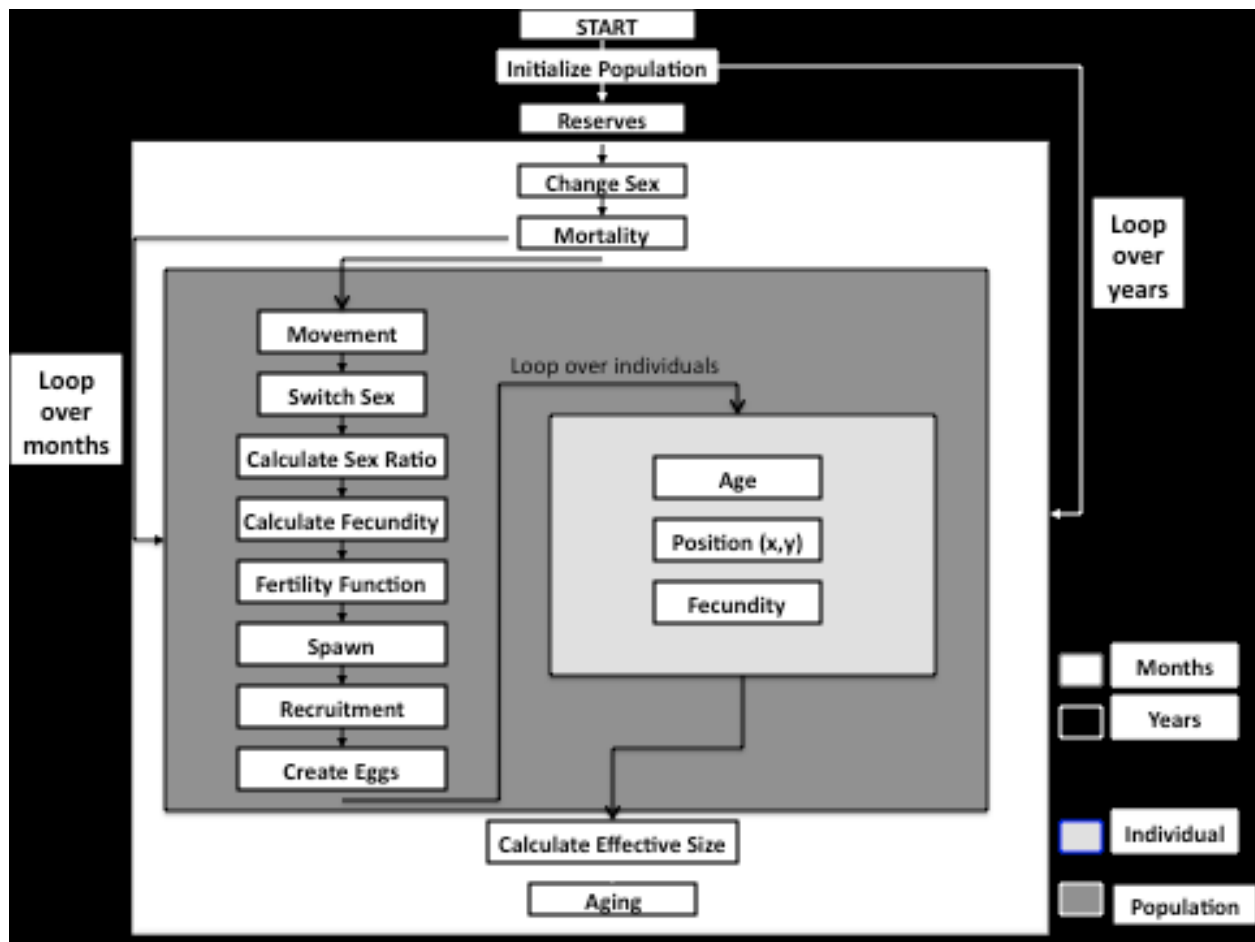 START
Initialize Population
Reserves
Change Sex
Mortality
Loop
over
years
Loop
over
months
Movement
Switch Sex
Calculate Sex Ratio
Calculate Fecundity
Fertility Function
Spawn
Recruitment
Create Eggs
Loop over individuals
Age
Position (x,y)
Fecundity
Calculate Effective Size
Aging
Months
Years
Individual
Population